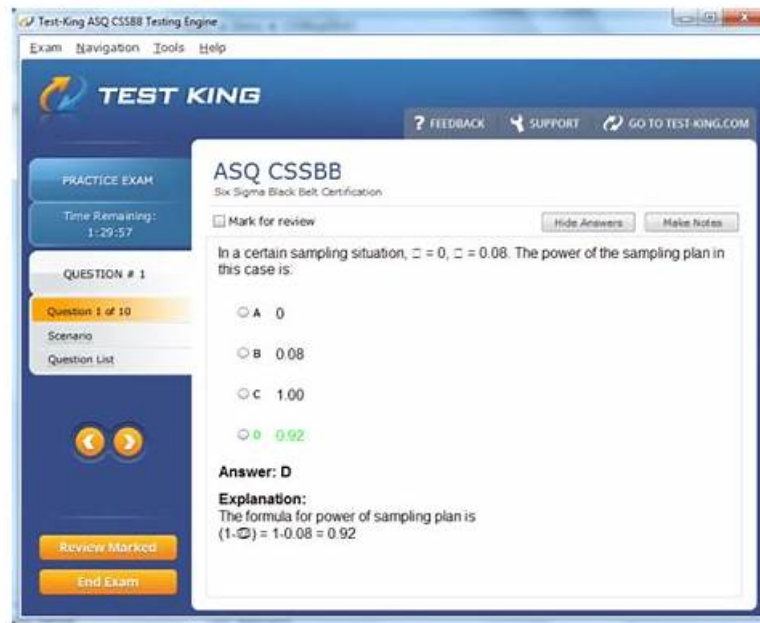 Test-King ASQ CSSBB Testing Engine
Exam Navigation Tools Help
TEST KING
? FEEDBACK SUPPORT GO TO TEST-KING.COM
PRACTICE EXAM
Time Remaining:
1:29:57
QUESTION # 1
Question 1 of 10
Scenario
Question List
Review Marked
End Exam
ASQ CSSBB
Six Sigma Black Belt Certification
Mark for review
Hide Answers
Make Notes
In a certain sampling situation, □ = 0, □ = 0.08. The power of the sampling plan in
this case is:
A 0
B 0.08
C 1.00
D 0.92
Answer: D
Explanation:
The formula for power of sampling plan is
(1-) = 1-0.08 = 0.92